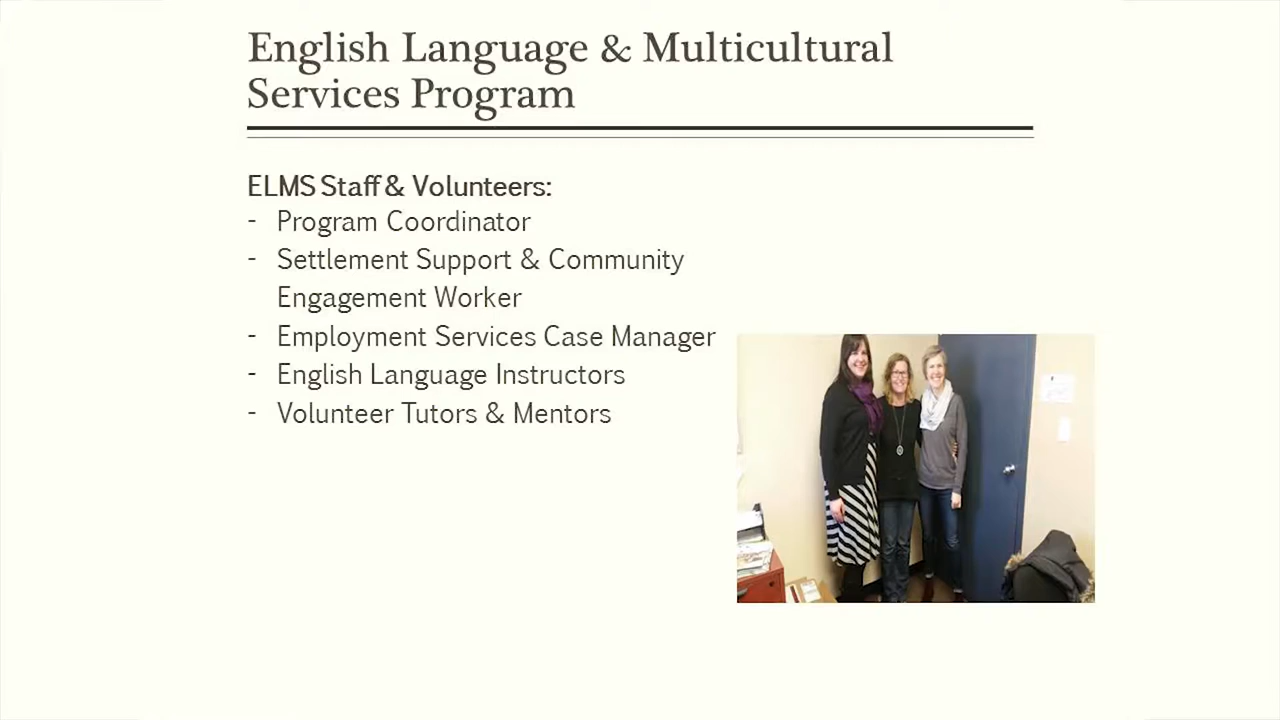 English Language & Multicultural
Services Program
ELMS Staff & Volunteers:
- Program Coordinator
- Settlement Support & Community
Engagement Worker
- Employment Services Case Manager
- English Language Instructors
- Volunteer Tutors & Mentors